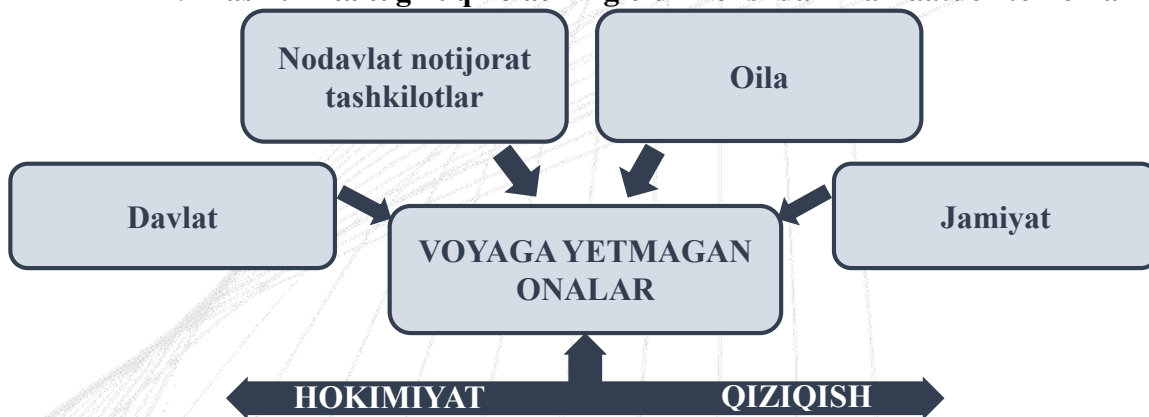 Nodavlat notijorat
tashkilotlar
Oila
Davlat
Jamiyat
VOYAGA YETMAGAN
ONALAR
HOKIMIYAT
QIZIQISH